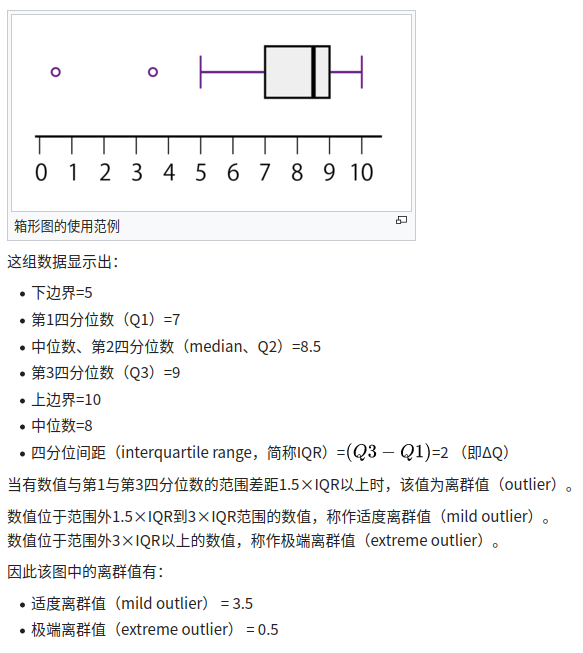 0 1 2 3 4 5 6 7 8 9 10
箱形图的使用范例
这组数据显示出：
• 下边界=5
• 第1四分位数（Q1）=7
• 中位数、第2四分位数（median、Q2）=8.5
• 第3四分位数（Q3）=9
• 上边界=10
• 中位数=8
• 四分位间距（interquartile range，简称IQR）=(Q3 − Q1)=2 （即ΔQ）
当有数值与第1与第3四分位数的范围差距1.5×IQR以上时，该值为离群值（outlier）。
数值位于范围外1.5×IQR到3×IQR范围的数值，称作适度离群值（mild outlier）。
数值位于范围外3×IQR以上的数值，称作极端离群值（extreme outlier）。
因此该图中的离群值有：
• 适度离群值（mild outlier） = 3.5
• 极端离群值（extreme outlier） = 0.5